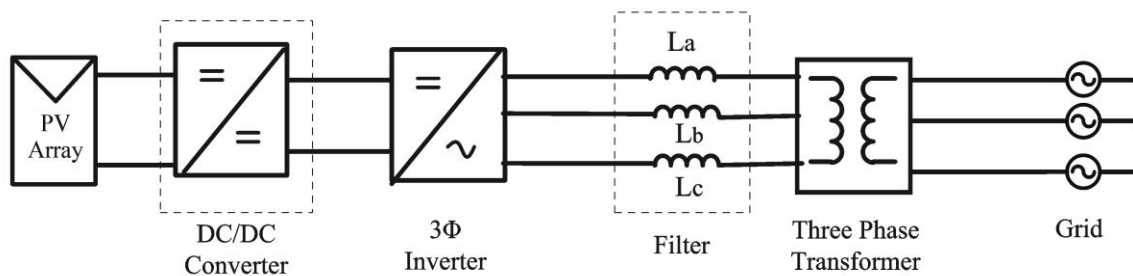 La
Lb
Lc
PV
Array
DC/DC
Converter
3Φ
Inverter
Filter
Three Phase
Transformer
Grid